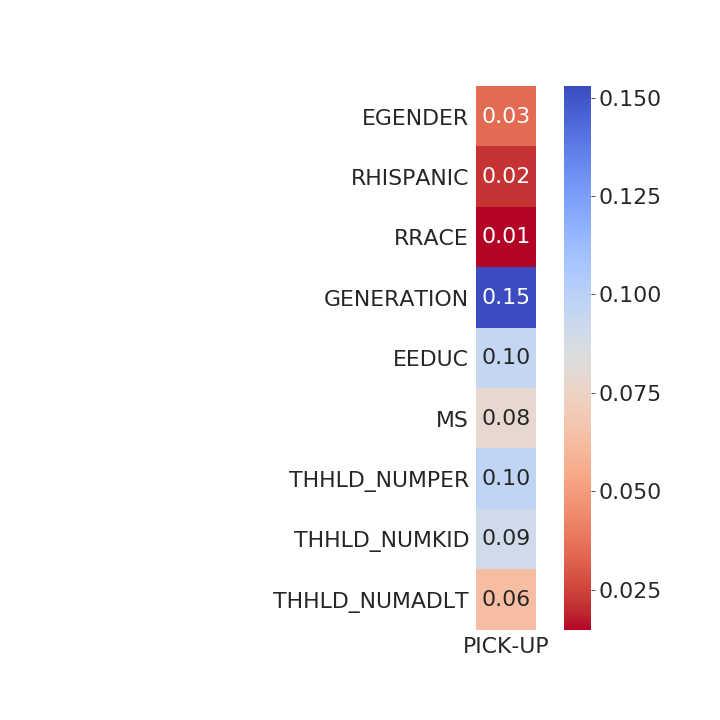 EGENDER 0.03
RHISPANIC 0.02
RRACE 0.01
GENERATION 0.15
EEDUC 0.10
MS 0.08
THHLD_NUMPER 0.10
THHLD_NUMKID 0.09
THHLD_NUMADLT 0.06
PICK-UP
0.150
0.125
0.100
0.075
0.050
0.025